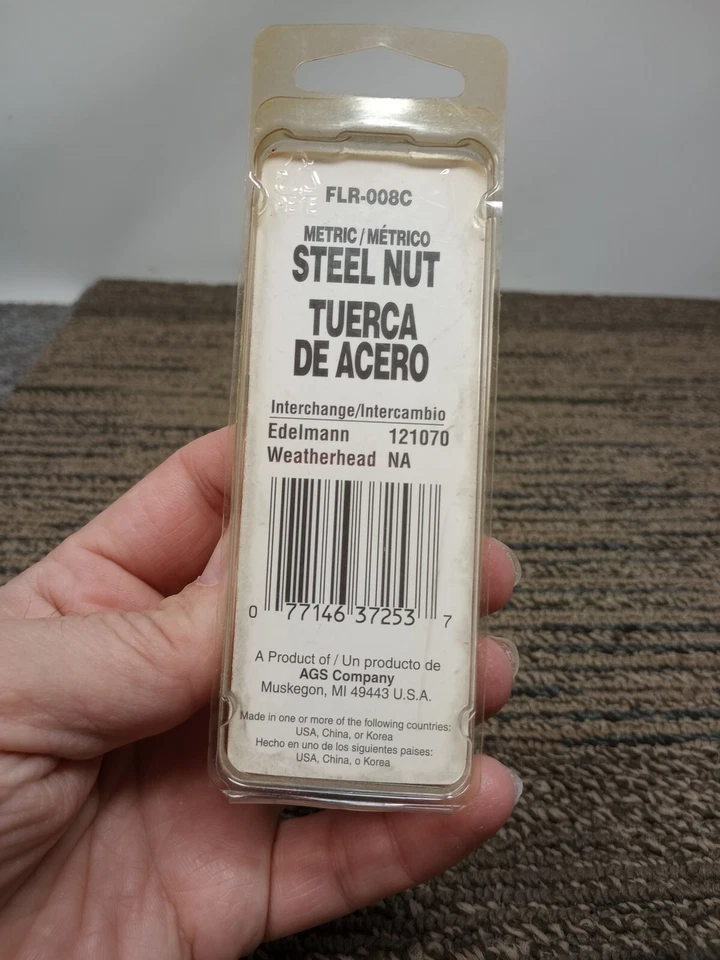 FLR-008C
METRIC / MÉTRICO
STEEL NUT
TUERCA
DE ACERO
Interchange/Intercambio
Edelmann 121070
Weatherhead NA
0 77146 37253 7
A Product of / Un producto de
AGS Company
Muskegon, MI 49443 U.S.A.
Made in one or more of the following countries:
USA, China, or Korea
Hecho en uno de los siguientes paises:
USA, China, o Korea